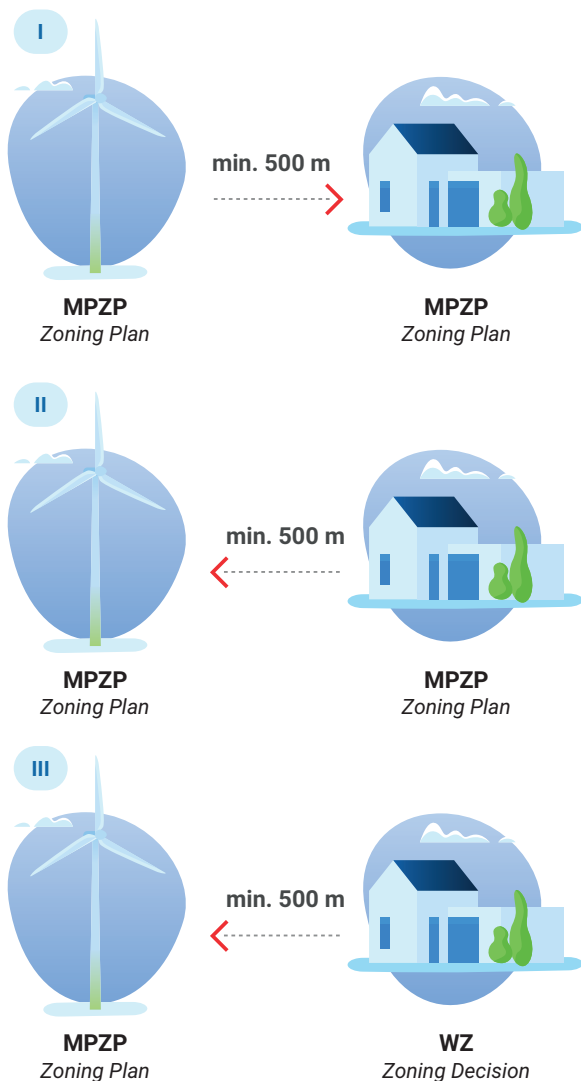 I
min. 500 m
MPZP
Zoning Plan
MPZP
Zoning Plan
II
min. 500 m
MPZP
Zoning Plan
MPZP
Zoning Plan
III
min. 500 m
MPZP
Zoning Plan
WZ
Zoning Decision